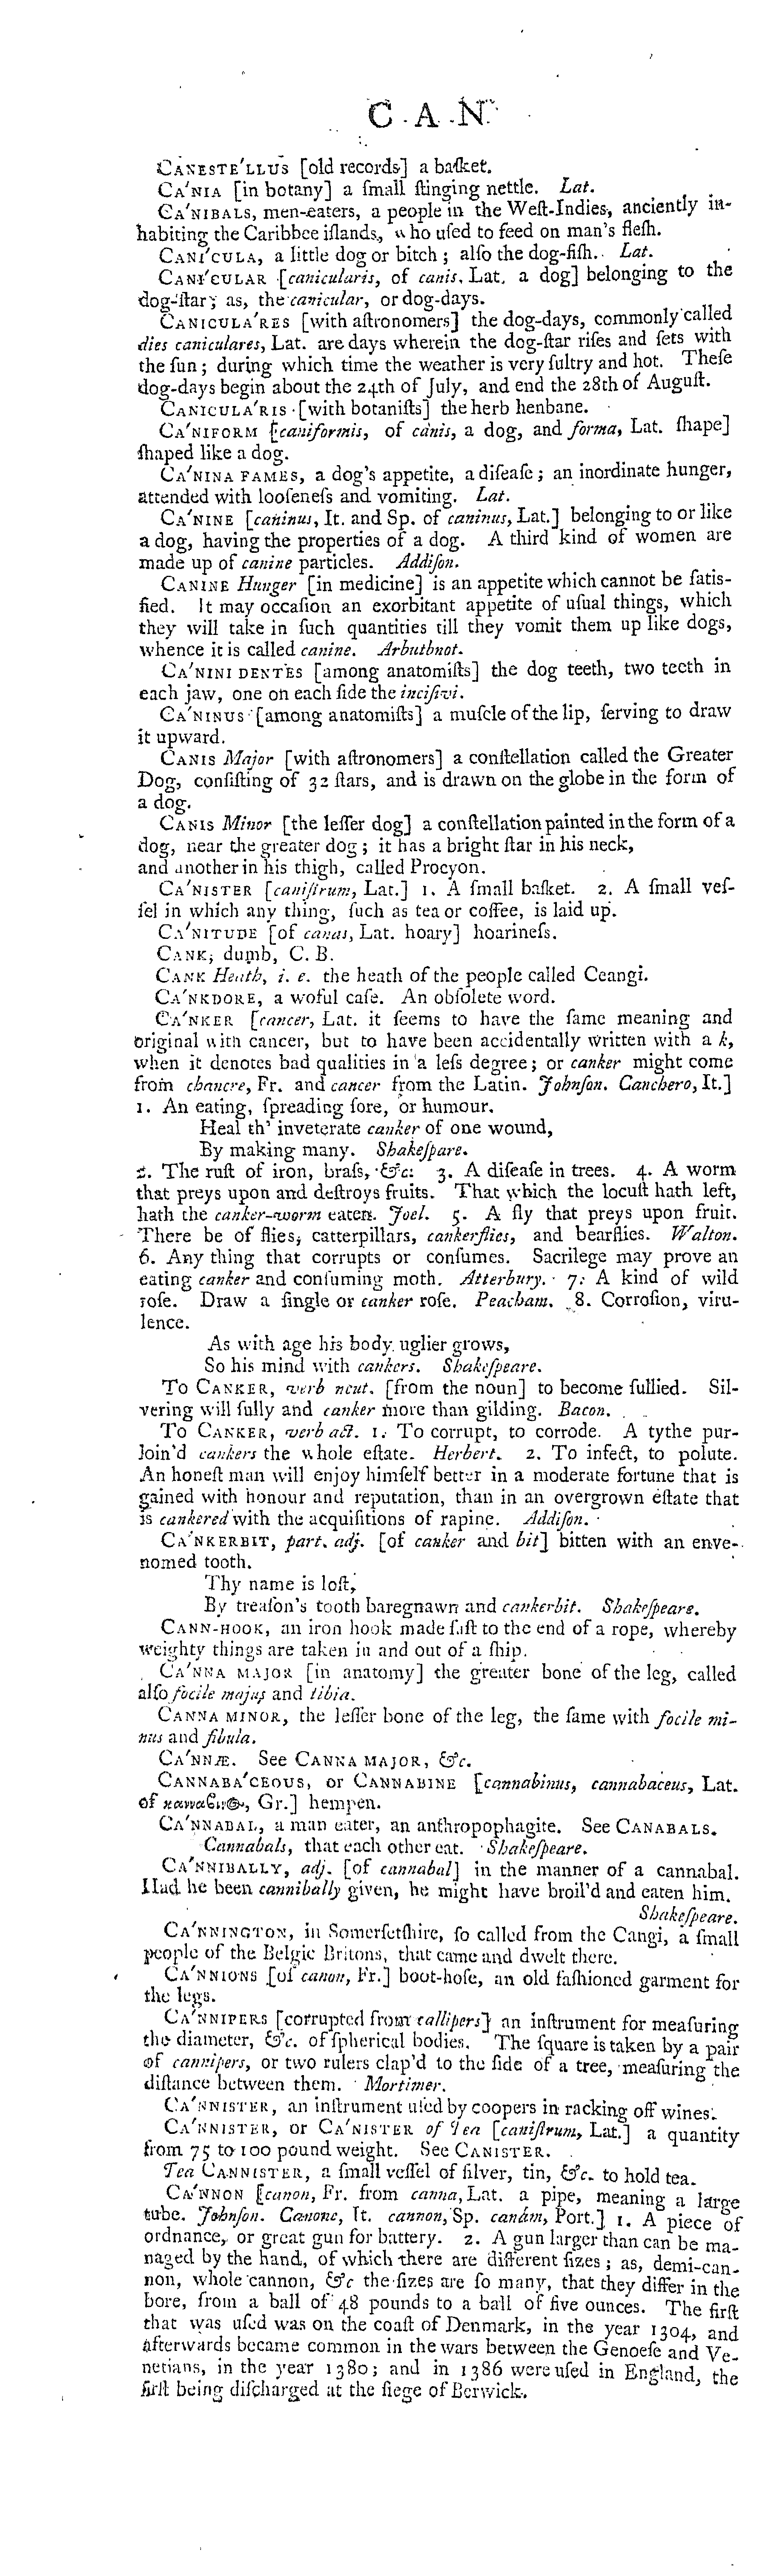 C A N
CANESTE'LLUS [old records] a baſket.
CA'NIA [in botany] a ſmall ſtinging nettle. Lat.
CA'NIBALS, men-eaters, a people in the Weſt-Indies, anciently in-
habiting the Caribbee iſlands, who uſed to feed on man's fleſh.
CANI'CULA, a little dog or bitch; alſo the dog-fiſh. Lat.
CANI'CULAR [canicularis, of canis, Lat. a dog] belonging to the
dog-ſtar; as, the canicular, or dog-days.
CANICULA'RES [with aſtronomers] the dog-days, commonly called
dies caniculares, Lat. are days wherein the dog-ſtar riſes and ſets with
the ſun; during which time the weather is very ſultry and hot. Theſe
dog-days begin about the 24th of July, and end the 28th of Auguſt.
CANICULA'RIS [with botaniſts] the herb henbane.
CA'NIFORM [caniformis, of canis, a dog, and forma, Lat. ſhape]
ſhaped like a dog.
CA'NINA FAMES, a dog's appetite, a diſeaſe; an inordinate hunger,
attended with looſeneſs and vomiting. Lat.
CA'NINE [caninus, It. and Sp. of caninus, Lat.] belonging to or like
a dog, having the properties of a dog. A third kind of women are
made up of canine particles. Addiſon.
CANINE Hunger [in medicine] is an appetite which cannot be ſatiſ-
fied. It may occaſion an exorbitant appetite of uſual things, which
they will take in ſuch quantities till they vomit them up like dogs,
whence it is called canine. Arbuthnot.
CA'NINI DENTES [among anatomiſts] the dog teeth, two teeth in
each jaw, one on each ſide the inciſivi.
CA'NINUS [among anatomiſts] a muſcle of the lip, ſerving to draw
it upward.
CANIS Major [with aſtronomers] a conſtellation called the Greater
Dog, conſiſting of 32 ſtars, and is drawn on the globe in the form of
a dog.
CANIS Minor [the leſſer dog] a conſtellation painted in the form of a
dog, near the greater dog; it has a bright ſtar in his neck,
and another in his thigh, called Procyon.
CA'NISTER [caniſtrum, Lat.] 1. A ſmall baſket. 2. A ſmall veſ-
ſel in which any thing, ſuch as tea or coffee, is laid up.
CA'NITUDE [of canus, Lat. hoary] hoarineſs.
CANK, dumb, C. B.
CANK Heath, i. e. the heath of the people called Ceangi.
CA'NKDORE, a woful caſe. An obſolete word.
CA'NKER [cancer, Lat. it ſeems to have the ſame meaning and
original with cancer, but to have been accidentally written with a k,
when it denotes bad qualities in a leſs degree; or canker might come
from chancre, Fr. and cancer from the Latin. Johnſon. Canchero, It.]
1. An eating, ſpreading ſore, or humour.
Heal th' inveterate canker of one wound,
By making many. Shakeſpare.
2. The ruſt of iron, braſs, &c. 3. A diſeaſe in trees. 4. A worm
that preys upon and deſtroys fruits. That which the locuſt hath left,
hath the canker-worm eaten. Joel. 5. A fly that preys upon fruit.
There be of flies, catterpillars, cankerflies, and bearflies. Walton.
6. Any thing that corrupts or conſumes. Sacrilege may prove an
eating canker and conſuming moth. Atterbury. 7. A kind of wild
roſe. Draw a ſingle or canker roſe. Peacham. 8. Corroſion, viru-
lence.
As with age his body uglier grows,
So his mind with cankers. Shakeſpeare.
To CANKER, verb neut. [from the noun] to become ſullied. Sil-
vering will ſully and canker more than gilding. Bacon.
To CANKER, verb act. 1. To corrupt, to corrode. A tythe pur-
loin'd cankers the whole eſtate. Herbert. 2. To infect, to polute.
An honeſt man will enjoy himſelf better in a moderate fortune that is
gained with honour and reputation, than in an overgrown eſtate that
is cankered with the acquiſitions of rapine. Addiſon.
CA'NKERBIT, part. adj. [of canker and bit] bitten with an enve-
nomed tooth.
Thy name is loſt,
By treaſon's tooth baregnawn and cankerbit. Shakeſpeare.
CANN-HOOK, an iron hook made faſt to the end of a rope, whereby
weighty things are taken in and out of a ſhip.
CA'NNA MAJOR [in anatomy] the greater bone of the leg, called
alſo focile majus and tibia.
CANNA MINOR, the leſſer bone of the leg, the ſame with focile mi-
nus and fibula.
CA'NNÆ. See CANNA MAJOR, &c.
CANNABA'CEOUS, or CANNABINE [cannabinus, cannabaceus, Lat.
of Gr.] hempen.
CA'NNABAL, a man eater, an anthropophagite. See CANABALS.
Cannabals, that each other eat. Shakeſpeare.
CA'NNIBALLY, adj. [of cannabal] in the manner of a cannabal.
Had he been cannibally given, he might have broil'd and eaten him.
Shakeſpeare.
CA'NNINGTON, in Somerſetſhire, ſo called from the Cangi, a ſmall
people of the Belgic Britons, that came and dwelt there.
CA'NNIONS [of canon, Fr.] boot-hoſe, an old faſhioned garment for
the legs.
CA'NNIPERS [corrupted from callipers] an inſtrument for meaſuring
the diameter, &c. of ſpherical bodies. The ſquare is taken by a pair
of cannipers, or two rulers clap'd to the ſide of a tree, meaſuring the
diſtance between them. Mortimer.
CA'NNISTER, an inſtrument uſed by coopers in racking off wines.
CA'NNISTER, or CA'NISTER of Tea [caniſtrum, Lat.] a quantity
from 75 to 100 pound weight. See CANISTER.
Tea CANNISTER, a ſmall veſſel of ſilver, tin, &c. to hold tea.
CA'NNON [canon, Fr. from canna, Lat. a pipe, meaning a large
tube. Johnſon. Canone, It. cannon, Sp. canám, Port.] 1. A piece of
ordnance, or great gun for battery. 2. A gun larger than can be ma-
naged by the hand, of which there are different ſizes; as, demi-can-
non, whole cannon, &c the ſizes are ſo many, that they differ in the
bore, from a ball of 48 pounds to a ball of five ounces. The firſt
that was uſed was on the coaſt of Denmark, in the year 1304, and
afterwards became common in the wars between the Genoeſe and Ve-
netians, in the year 1380; and in 1386 were uſed in England, the
firſt being diſcharged at the ſiege of Berwick.